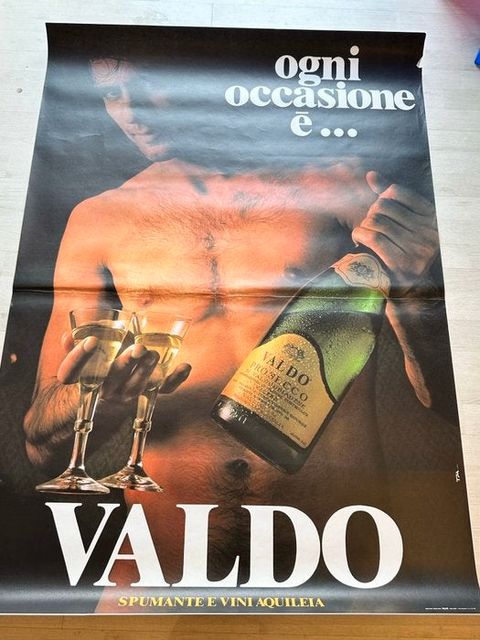 ogni
occasione
è...
VALDO
PROSECCO
VALDO
SPUMANTE E VINI AQUILEIA